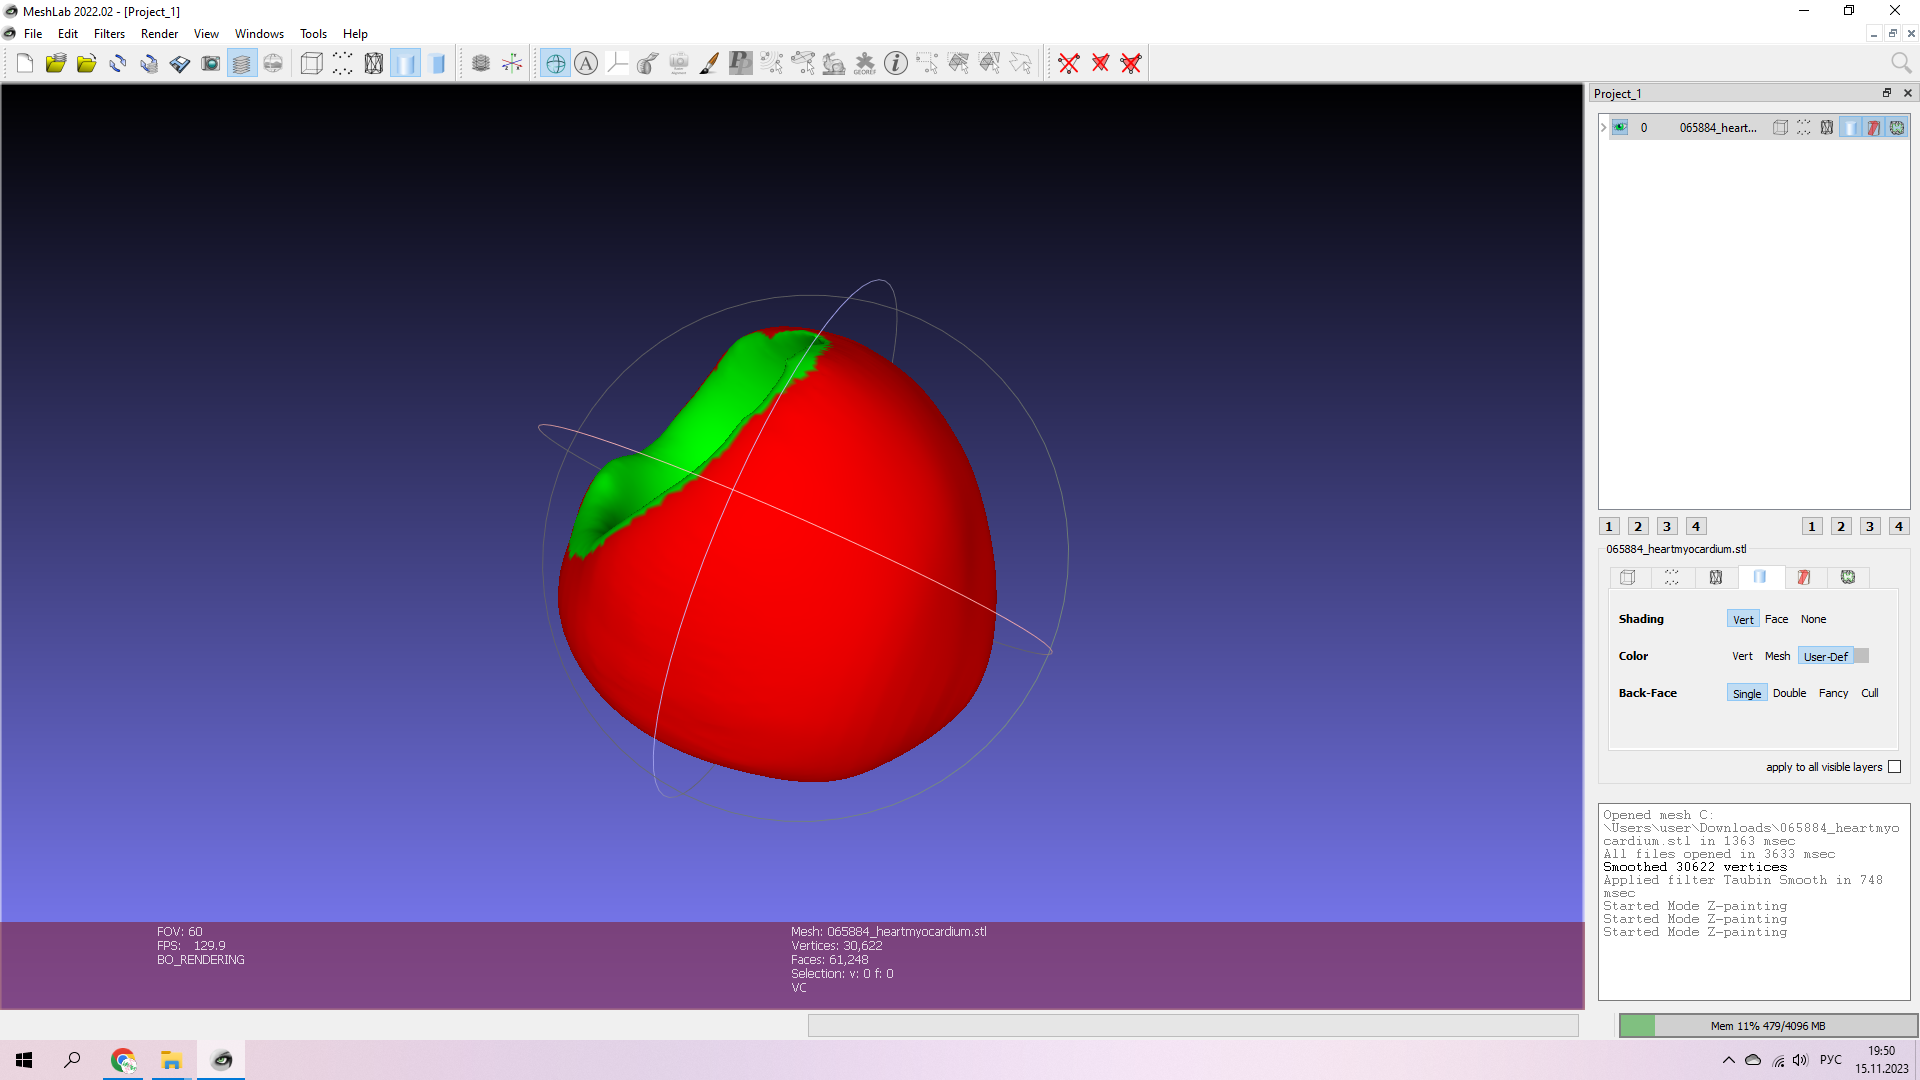 MeshLab 2022.02 - [Project_1]
File Edit Filters Render View Windows Tools Help
A
GEOREF
Project_1
0 065884_heart...
1 2 3 4 1 2 3 4
065884_heartmyocardium.stl
Shading Vert Face None
Color Vert Mesh User-Def
Back-Face Single Double Fancy Cull
apply to all visible layers
Opened mesh C:
\Users\user\Downloads\065884_heartmyo
cardium.stl in 1363 msec
All files opened in 3633 msec
Smoothed 30622 vertices
Applied filter Taubin Smooth in 748
msec
Started Mode Z-painting
Started Mode Z-painting
Started Mode Z-painting
FOV: 60
FPS: 129.9
BO_RENDERING
Mesh: 065884_heartmyocardium.stl
Vertices: 30,622
Faces: 61,248
Selection: v: 0 f: 0
VC
Mem 11% 479/4096 MB
РУС
19:50
15.11.2023